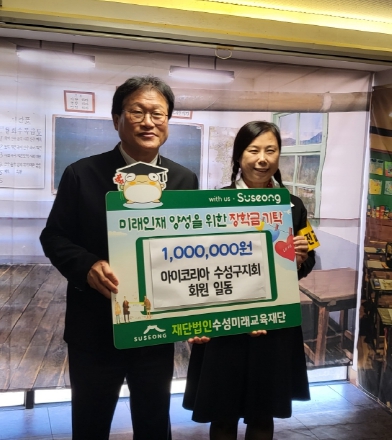 with us - Suseong
미래인재 양성을 위한 장학금 기탁
1,000,000원
아이코리아 수성구지회
회원 일동
SUSEONG
재단법인수성미래교육재단